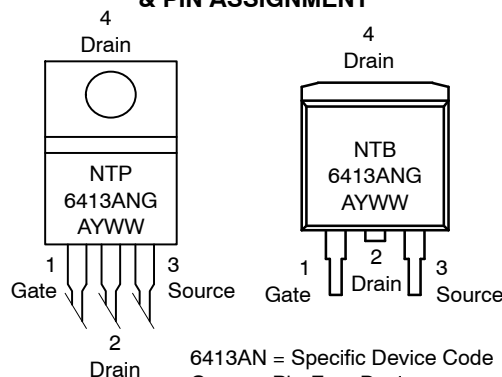 & PIN ASSIGNMENT
4
Drain
NTP
6413ANG
AYWW
1
Gate
3
Source
2
Drain
4
Drain
NTB
6413ANG
AYWW
1
Gate
2
Drain
3
Source
6413AN = Specific Device Code